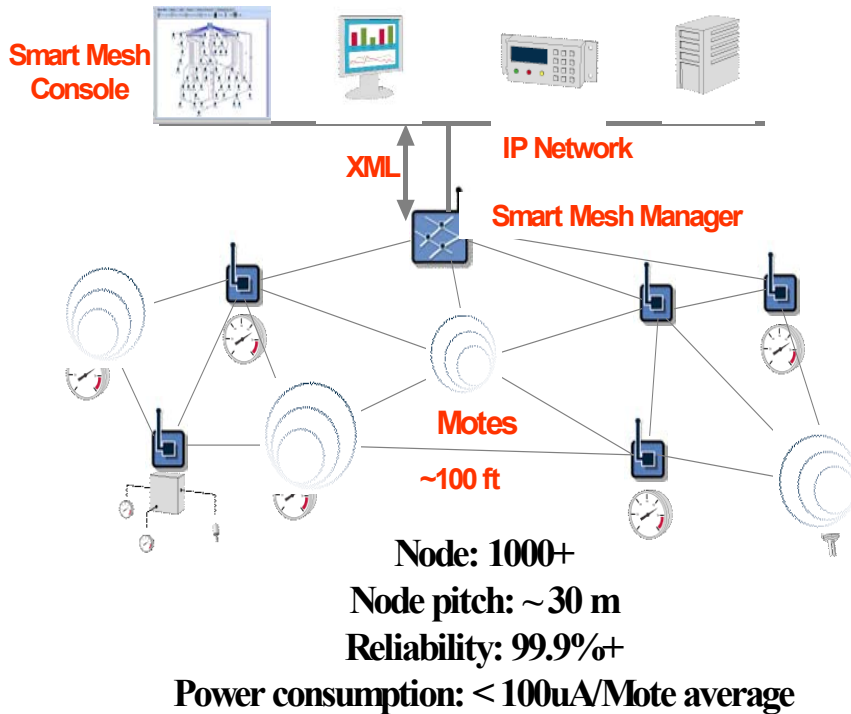 Smart Mesh
Console
XML
IP Network
Smart Mesh Manager
Motes
~100 ft
Node: 1000+
Node pitch: ~ 30 m
Reliability: 99.9%+
Power consumption: < 100uA/Mote average